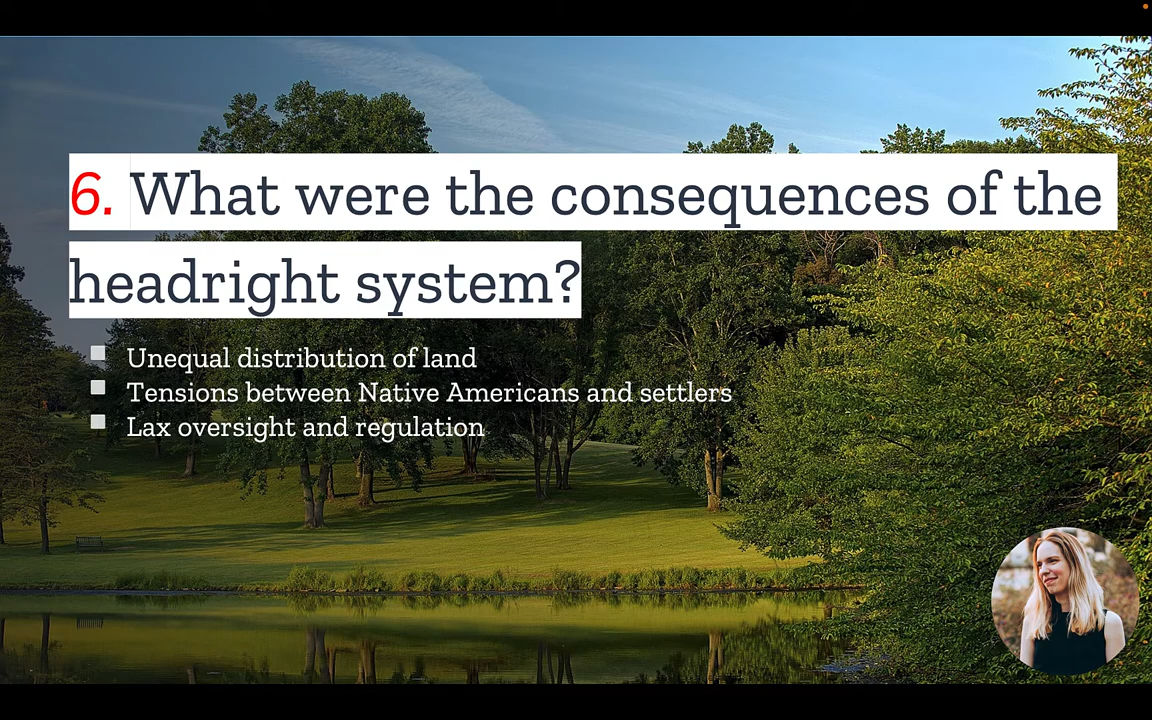 6. What were the consequences of the
headright system?
Unequal distribution of land
Tensions between Native Americans and settlers
Lax oversight and regulation